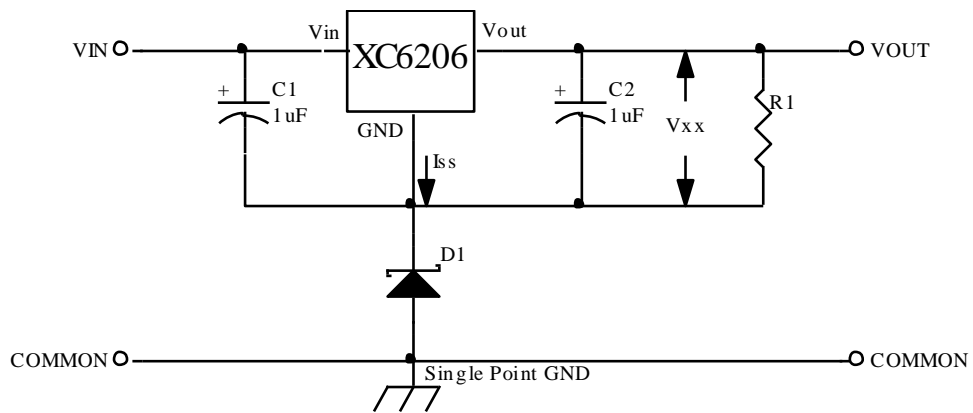 VIN
Vin
XC6206
Vout
VOUT
+
C1
1uF
GND
Iss
+
C2
1uF
Vxx
R1
D1
COMMON
COMMON
Single Point GND